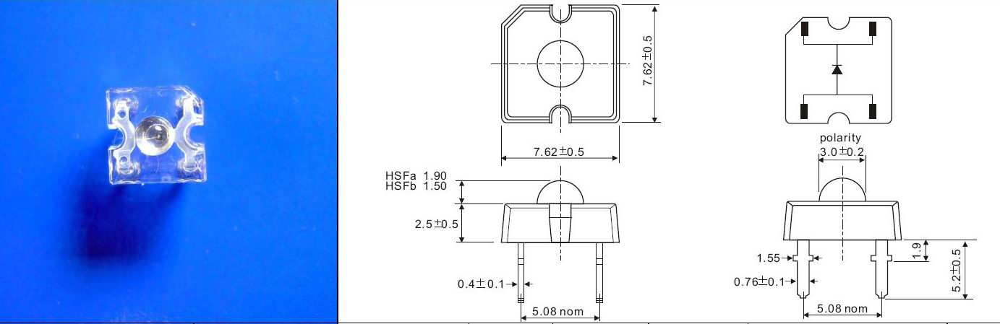 7.62±0.5
7.62±0.5
polarity
3.0±0.2
HSFa 1.90
HSFb 1.50
2.5±0.5
0.4±0.1
5.08 nom
1.55
0.76±0.1
1.9
5.2±0.5
5.08 nom